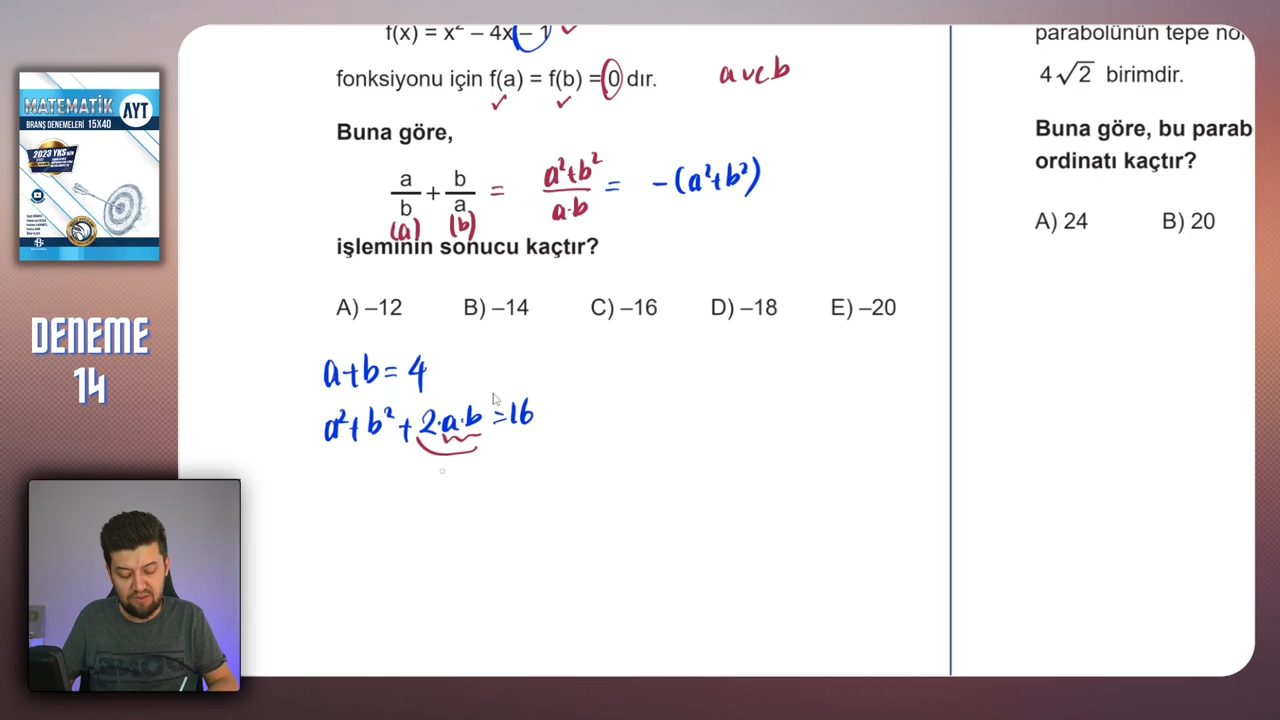 MATEMATİK AYT
BRANŞ DENEMELERİ 15X40
2023 YKS'NİN
DENEME
14
f(x) = x² – 4x – 1
fonksiyonu için f(a) = f(b) = 0 dır.
a ve b
Buna göre,
a/b + b/a = a²+b²/a·b = -(a²+b²)
(a) (b)
işleminin sonucu kaçtır?
A) –12 B) –14 C) –16 D) –18 E) –20
a+b = 4
a²+b²+2·a·b = 16
parabolünün tepe no
4√2 birimdir.
Buna göre, bu parab
ordinatı kaçtır?
A) 24 B) 20